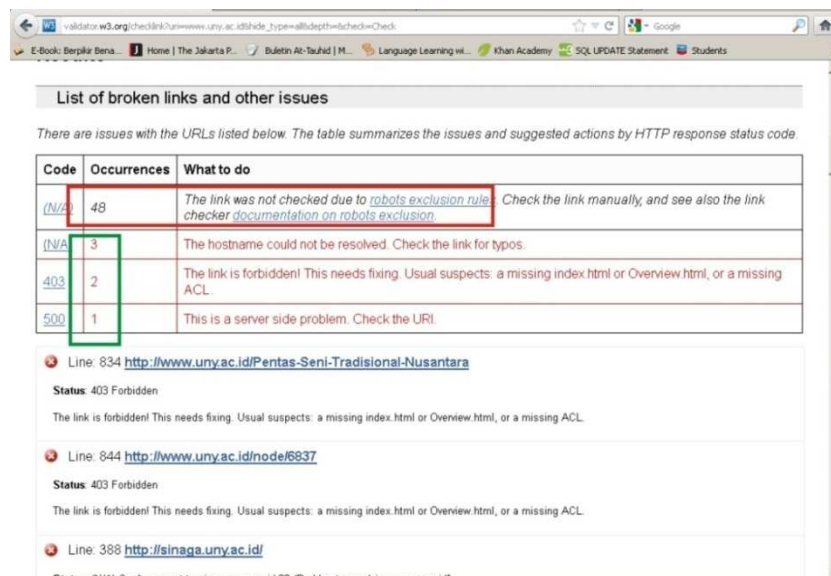 validator.w3.org/checklink?uri=www.uny.ac.id&hide_type=all&depth=&check=Check
Google
E-Book: Berpikir Bena...
Home | The Jakarta P...
Buletin At-Tauhid | M...
Language Learning wi...
Khan Academy
SQL UPDATE Statement
Students
List of broken links and other issues
There are issues with the URLs listed below. The table summarizes the issues and suggested actions by HTTP response status code.
Code Occurrences What to do
(N/A) 48 The link was not checked due to robots exclusion rules. Check the link manually, and see also the link
checker documentation on robots exclusion.
(N/A) 3 The hostname could not be resolved. Check the link for typos.
403 2 The link is forbidden! This needs fixing. Usual suspects: a missing index.html or Overview.html, or a missing
ACL.
500 1 This is a server side problem. Check the URI.
Line: 834 http://www.uny.ac.id/Pentas-Seni-Tradisional-Nusantara
Status: 403 Forbidden
The link is forbidden! This needs fixing. Usual suspects: a missing index.html or Overview.html, or a missing ACL.
Line: 844 http://www.uny.ac.id/node/6837
Status: 403 Forbidden
The link is forbidden! This needs fixing. Usual suspects: a missing index.html or Overview.html, or a missing ACL.
Line: 388 http://sinaga.uny.ac.id/